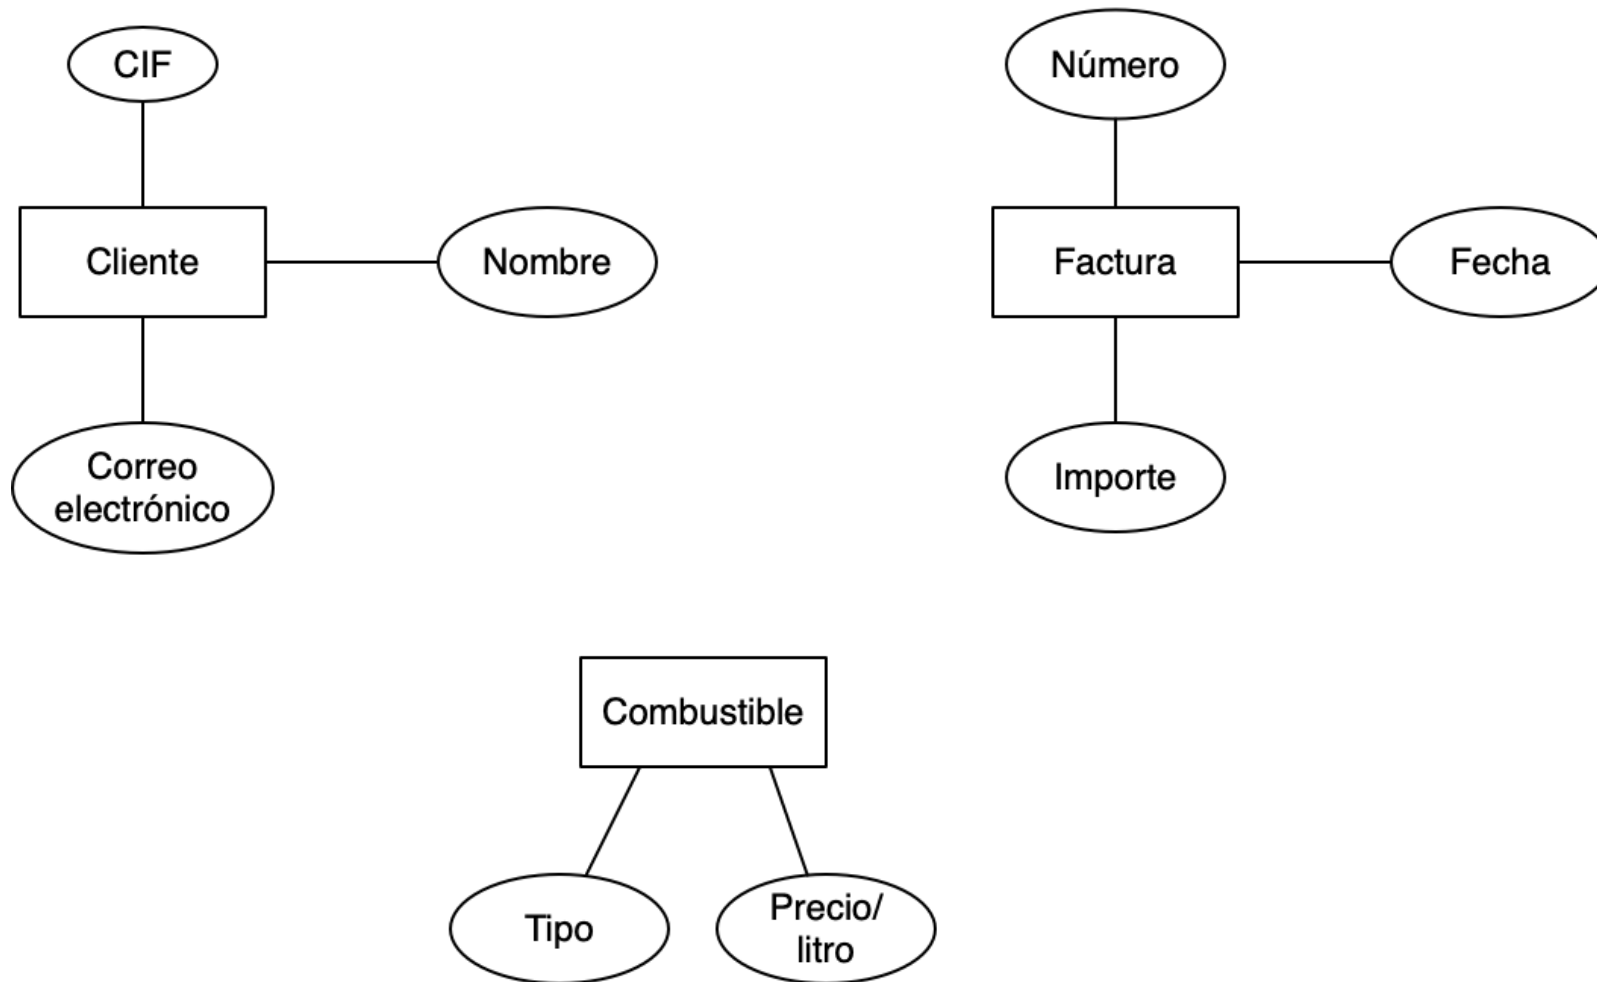 CIF
Número
Cliente
Nombre
Factura
Fecha
Correo
electrónico
Importe
Combustible
Tipo
Precio/
litro